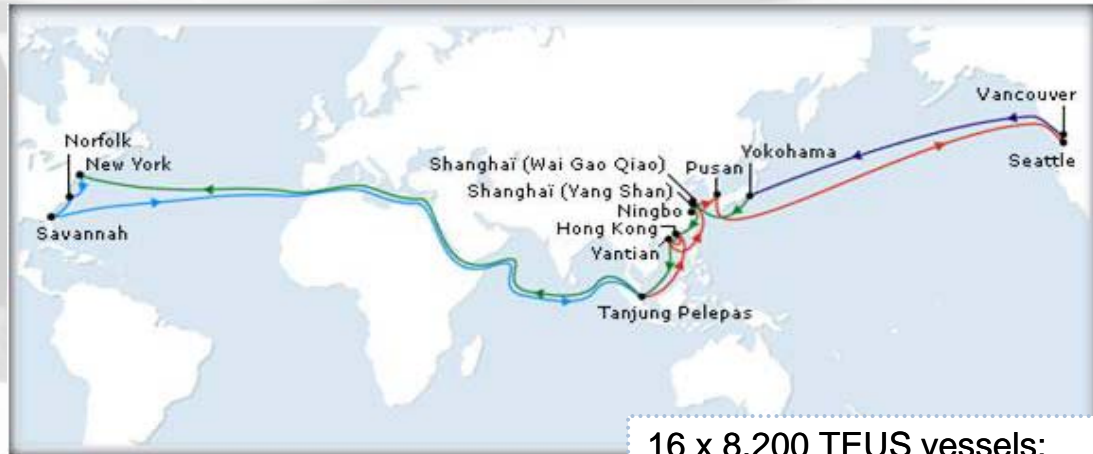 Vancouver
Norfolk
New York
Shanghaï (Wai Gao Qiao)
Pusan
Yokohama
Seattle
Shanghaï (Yang Shan)
Ningbo
Hong Kong
Savannah
Yantian
Tanjung Pelepas
16 x 8,200 TEUS vessels: